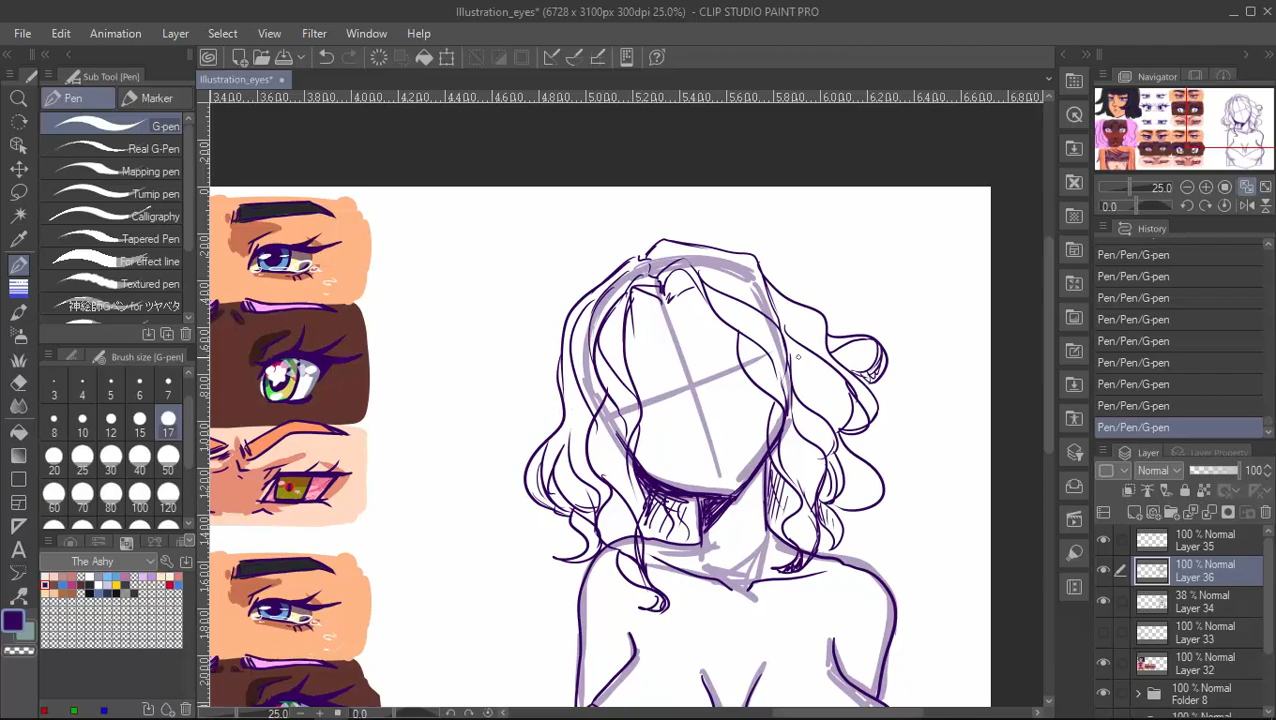 Illustration_eyes* (6728 x 3100px 300dpi 25.0%)  - CLIP STUDIO PAINT PRO
File Edit Animation Layer Select View Filter Window Help
Sub Tool [Pen]
Illustration_eyes*
Navigator
Pen Marker
3400 3600 3800 4000 4200 4400 4600 4800 5000 5200 5400 5600 5800 6000 6200 6400 6600 6800
G-pen
Real G-Pen
Mapping pen
Turnip pen
Calligraphy
Tapered Pen
For effect line
Textured pen
25.0
0.0
History
Pen/Pen/G-pen
Pen/Pen/G-pen
Pen/Pen/G-pen
Pen/Pen/G-pen
Pen/Pen/G-pen
Pen/Pen/G-pen
Pen/Pen/G-pen
Pen/Pen/G-pen
Pen/Pen/G-pen
Brush size [G-pen]
3 4 5 6 7
8 10 12 15 17
20 25 30 40 50
60 70 80 100
The Ashy
Layer Layer Property
Normal 100
100 % Normal
Layer 35
100 % Normal
Layer 36
38 % Normal
Layer 34
100 % Normal
Layer 33
100 % Normal
Layer 32
100 % Normal
Folder 8
25.0 0.0